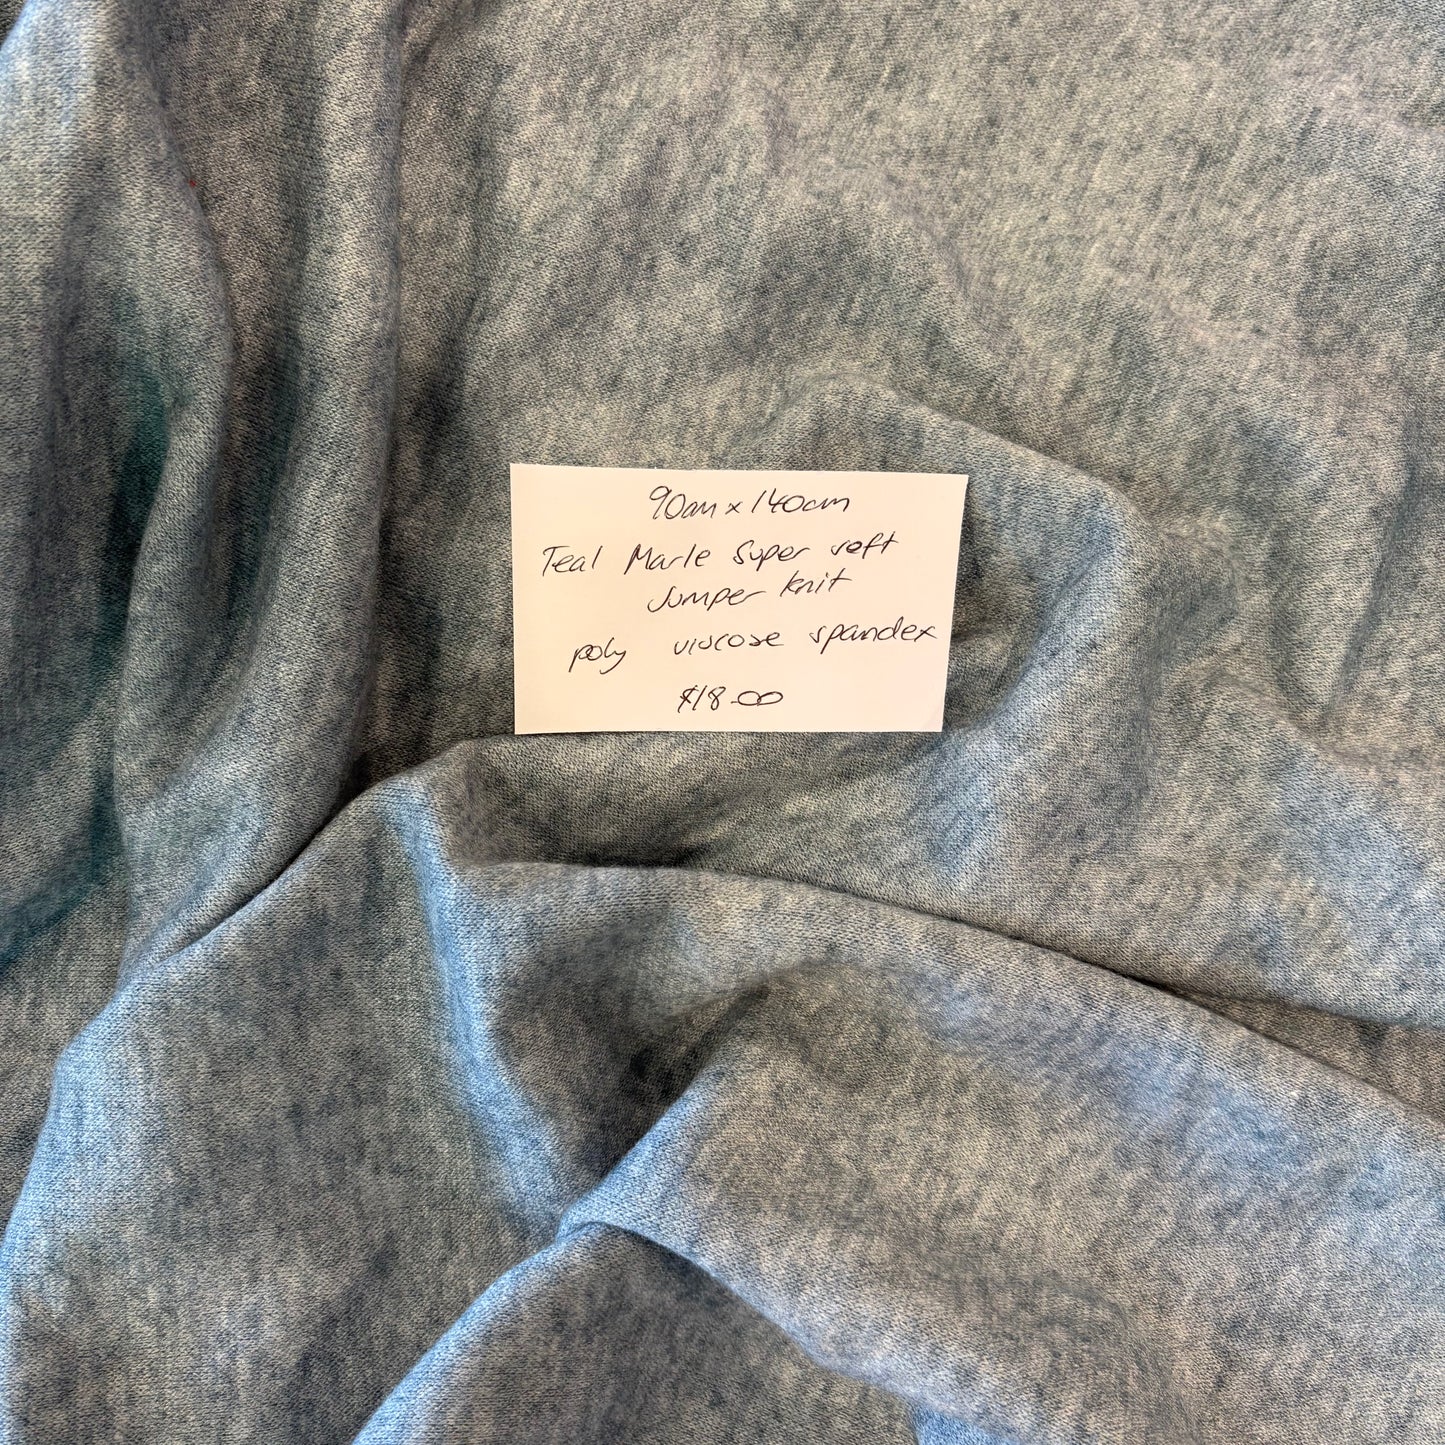 90cm x 140cm
Teal Marle Super soft
Jumper knit
poly viscose spandex
$18.00